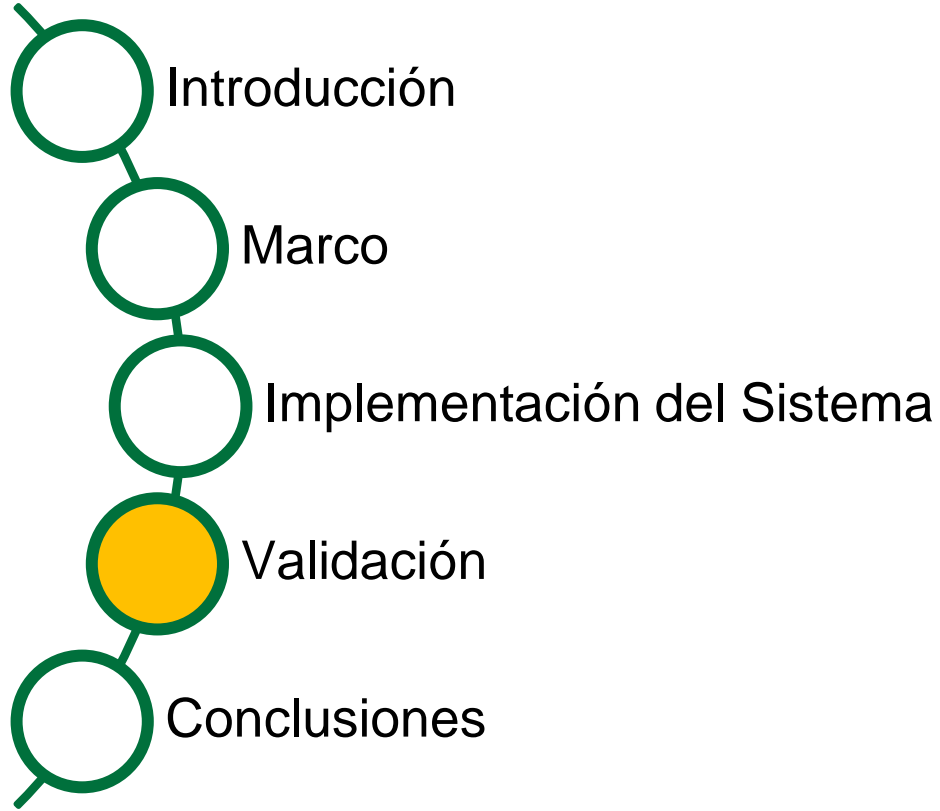 Introducción
Marco
Implementación del Sistema
Validación
Conclusiones